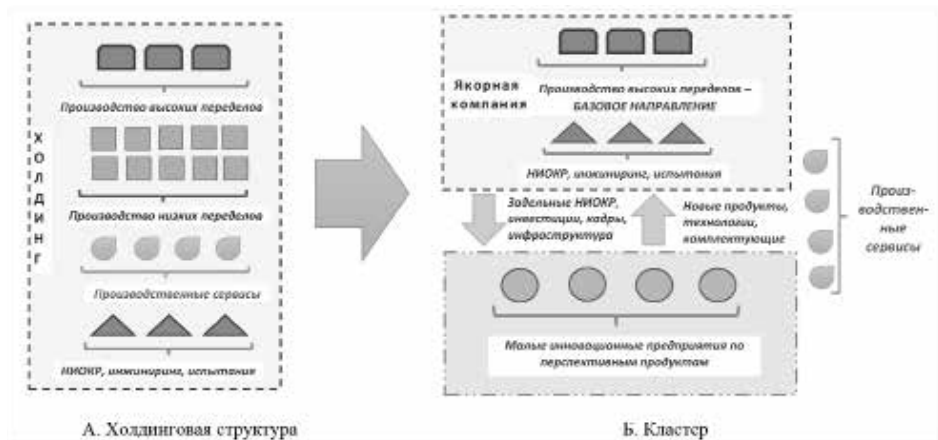 ХОЛДИНГ
Производство высоких переделов
Производство низких переделов
Производственные сервисы
НИОКР, инжиниринг, испытания
А. Холдинговая структура
Якорная
компания
Производство высоких переделов –
БАЗОВОЕ НАПРАВЛЕНИЕ
НИОКР, инжиниринг, испытания
Задельные НИОКР,
инвестиции, кадры,
инфраструктура
Новые продукты,
технологии,
комплектующие
Малые инновационные предприятия по
перспективным продуктам
Произ-
водствен-
ные
сервисы
Б. Кластер